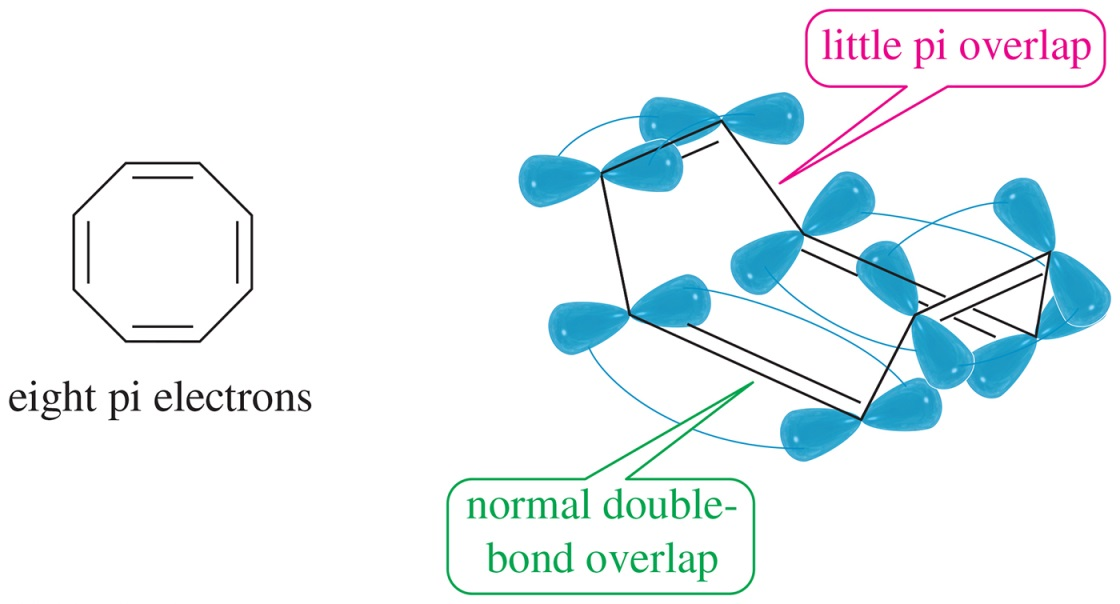 little pi overlap
eight pi electrons
normal double-
bond overlap